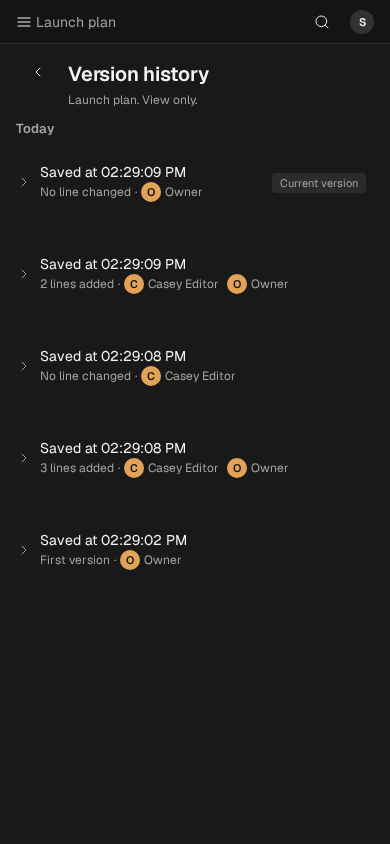 Launch plan
S
Version history
Launch plan. View only.
Today
Saved at 02:29:09 PM
No line changed · O Owner
Current version
Saved at 02:29:09 PM
2 lines added · C Casey Editor O Owner
Saved at 02:29:08 PM
No line changed · C Casey Editor
Saved at 02:29:08 PM
3 lines added · C Casey Editor O Owner
Saved at 02:29:02 PM
First version · O Owner